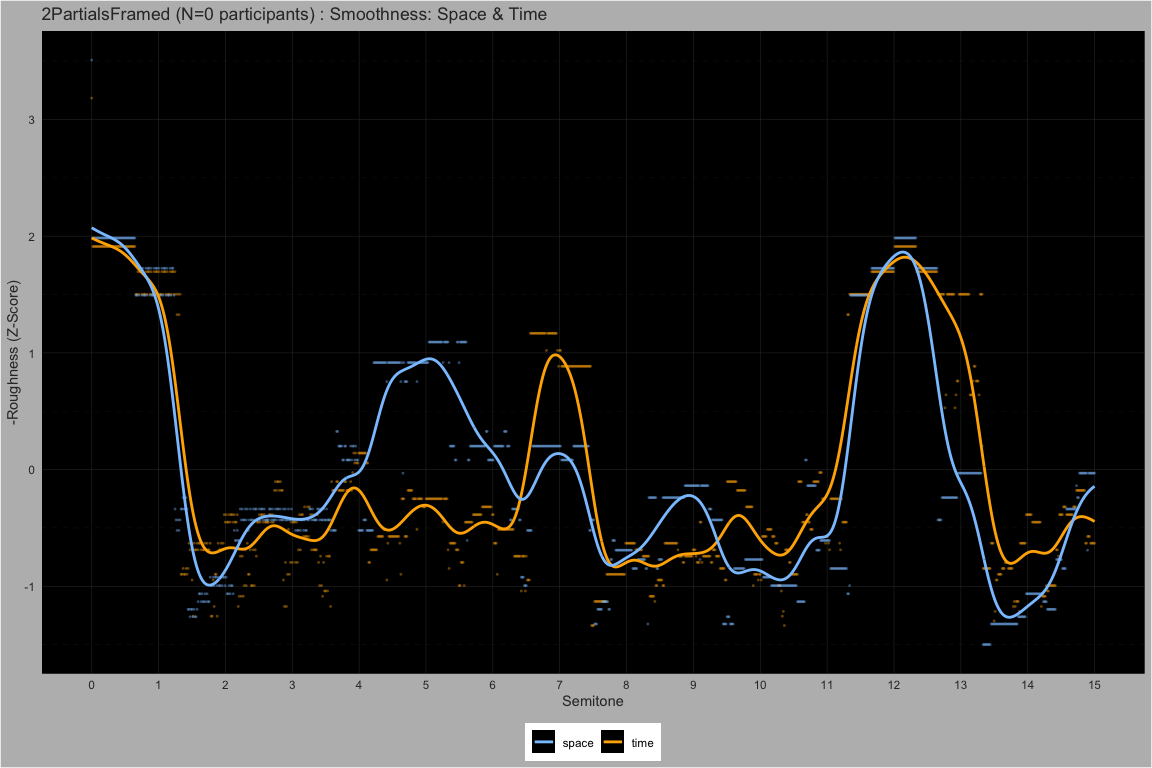 2PartialsFramed (N=0 participants) : Smoothness: Space & Time
-Roughness (Z-Score)
3
2
1
0
-1
0 1 2 3 4 5 6 7 8 9 10 11 12 13 14 15
Semitone
space time